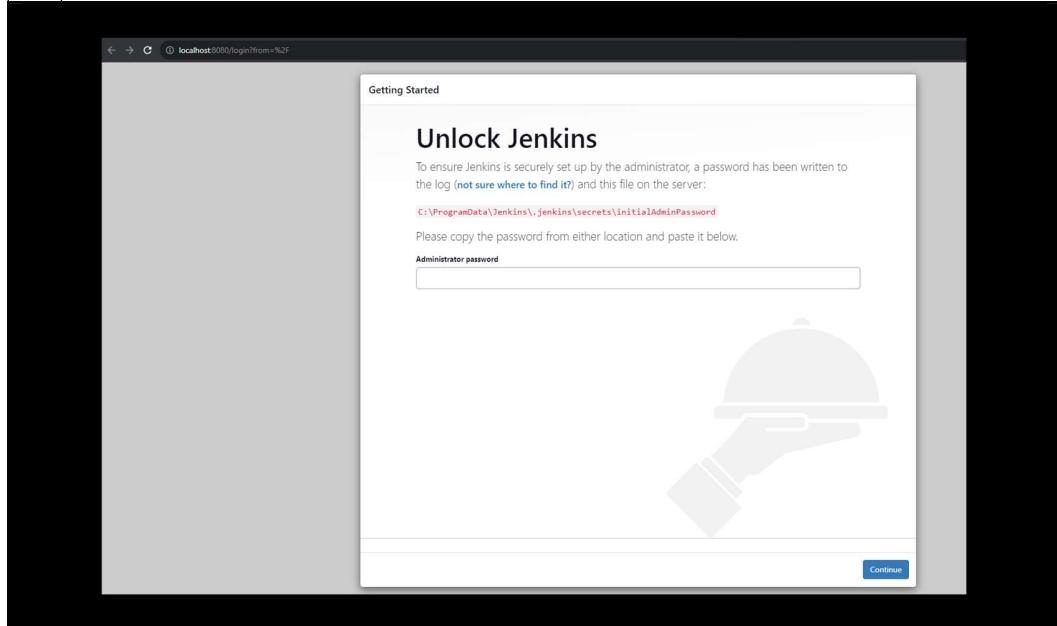 localhost:8080/login?from=%2F
Getting Started
Unlock Jenkins
To ensure Jenkins is securely set up by the administrator, a password has been written to
the log (not sure where to find it?) and this file on the server:
C:\ProgramData\Jenkins\.jenkins\secrets\initialAdminPassword
Please copy the password from either location and paste it below.
Administrator password
Continue